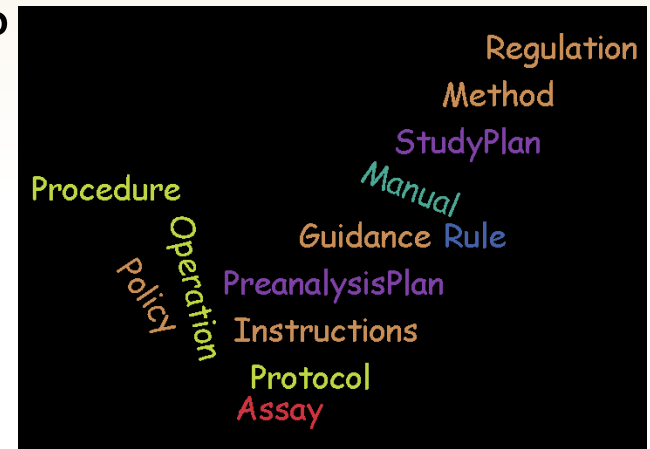 Regulation
Method
StudyPlan
Manual
Procedure
Operation
Guidance Rule
Policy
PreanalysisPlan
Instructions
Protocol
Assay